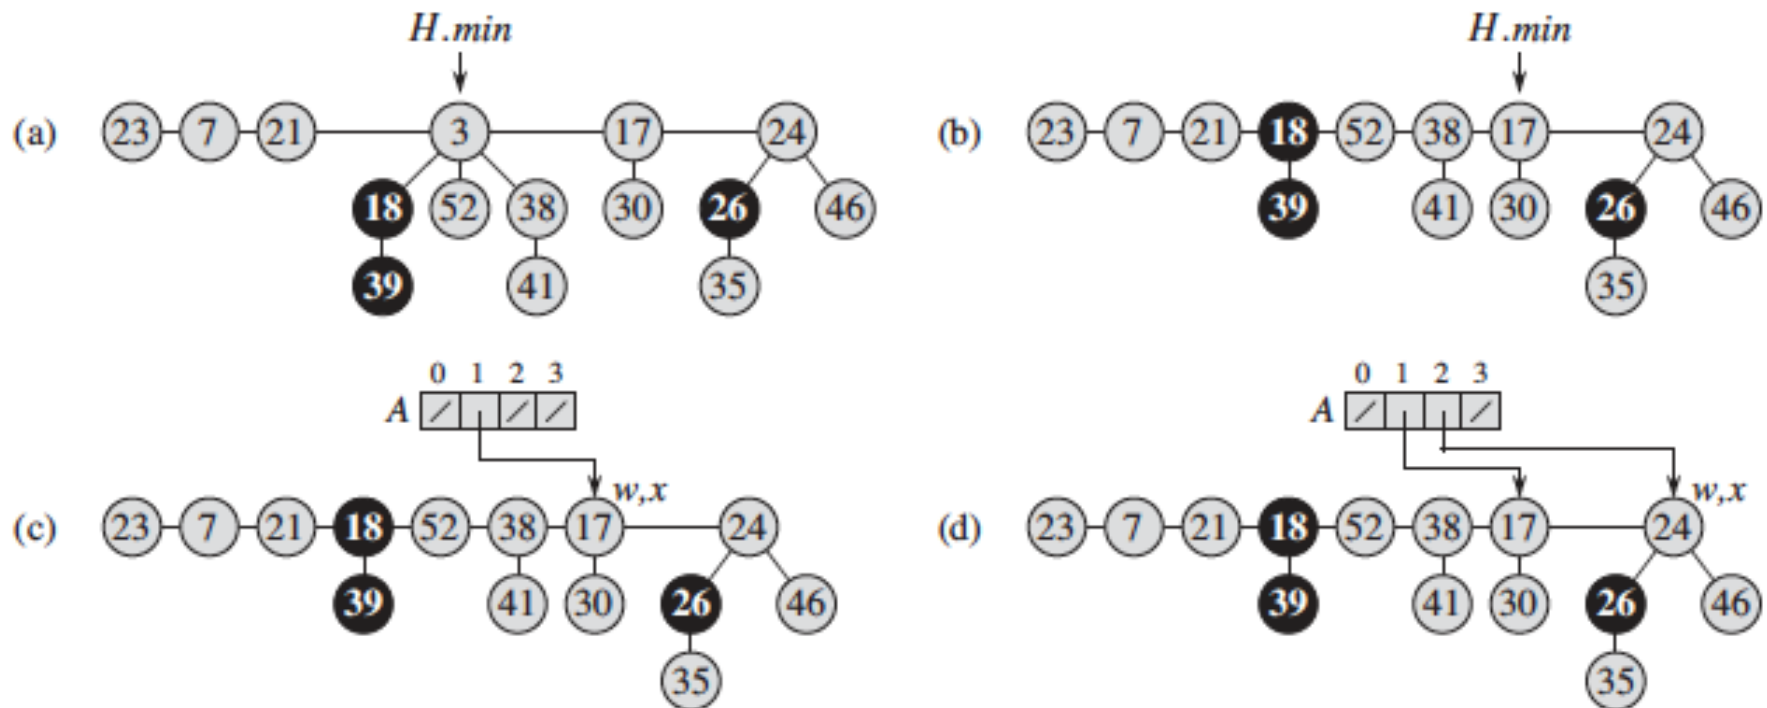 H.min H.min
(a) 23 7 21 3 17 24 (b) 23 7 21 18 52 38 17 24
18 52 38 30 26 46 39 41 30 26 46
39 41 35 35
0 1 2 3 0 1 2 3
A A
w,x w,x
(c) 23 7 21 18 52 38 17 24 (d) 23 7 21 18 52 38 17 24
39 41 30 26 46 39 41 30 26 46
35 35